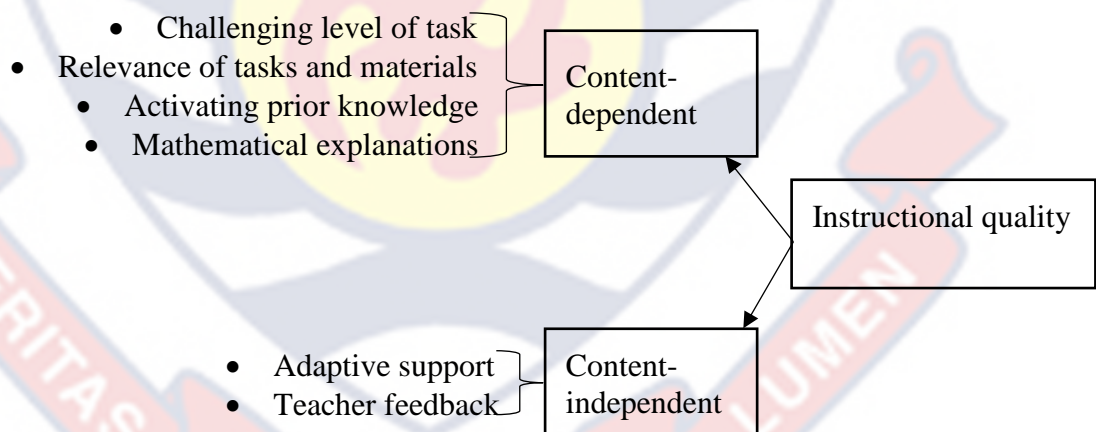 • Challenging level of task
• Relevance of tasks and materials
• Activating prior knowledge
• Mathematical explanations
Content-
dependent
Instructional quality
• Adaptive support
• Teacher feedback
Content-
independent
LUMEN